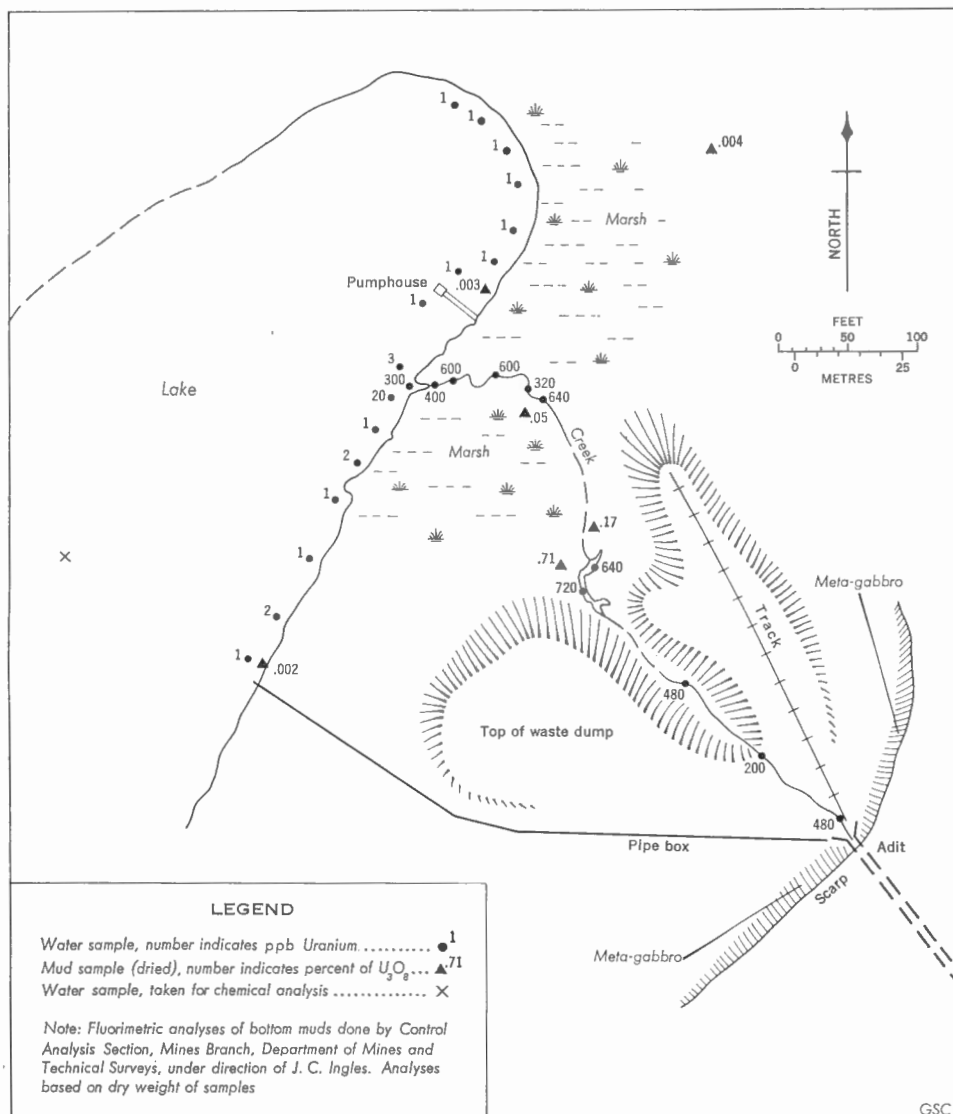 1
1
1
1
1
1
1
.003
Pumphouse
1
.004
Marsh
NORTH
FEET
0 50 100
0 25
METRES
Lake
3
300
20
400
600
600
320
640
.05
1
2
1
1
2
1
.002
Marsh
Creek
.17
.71
640
720
480
200
480
Track
Meta-gabbro
Top of waste dump
Pipe box
Adit
Scarp
Meta-gabbro
LEGEND
Water sample, number indicates ppb Uranium ........... ● 1
Mud sample (dried), number indicates percent of U₃O₈ ... ▲ .71
Water sample, taken for chemical analysis ............. ×
Note: Fluorimetric analyses of bottom muds done by Control
Analysis Section, Mines Branch, Department of Mines and
Technical Surveys, under direction of J. C. Ingles. Analyses
based on dry weight of samples
GSC